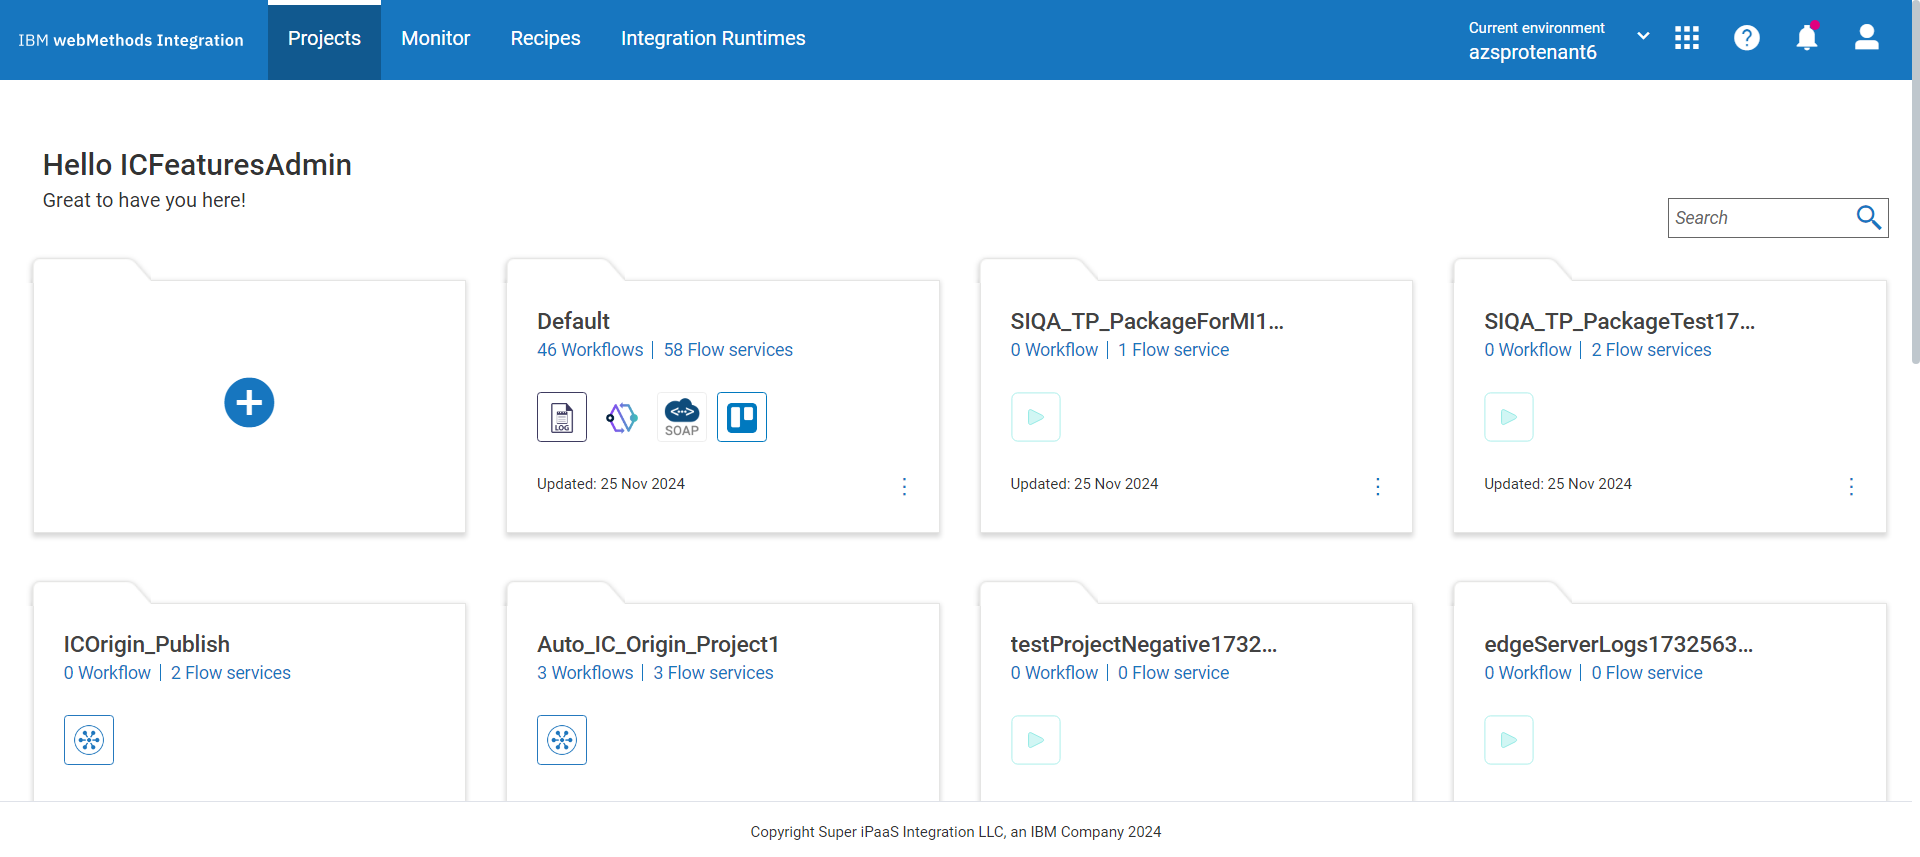 IBM webMethods Integration
Projects
Monitor
Recipes
Integration Runtimes
Current environment
azsprotenant6
Hello ICFeaturesAdmin
Great to have you here!
Search
Default
46 Workflows | 58 Flow services
LOG
SOAP
Updated: 25 Nov 2024
SIQA_TP_PackageForMI1...
0 Workflow | 1 Flow service
Updated: 25 Nov 2024
SIQA_TP_PackageTest17...
0 Workflow | 2 Flow services
Updated: 25 Nov 2024
ICOrigin_Publish
0 Workflow | 2 Flow services
Auto_IC_Origin_Project1
3 Workflows | 3 Flow services
testProjectNegative1732...
0 Workflow | 0 Flow service
edgeServerLogs1732563...
0 Workflow | 0 Flow service
Copyright Super iPaaS Integration LLC, an IBM Company 2024